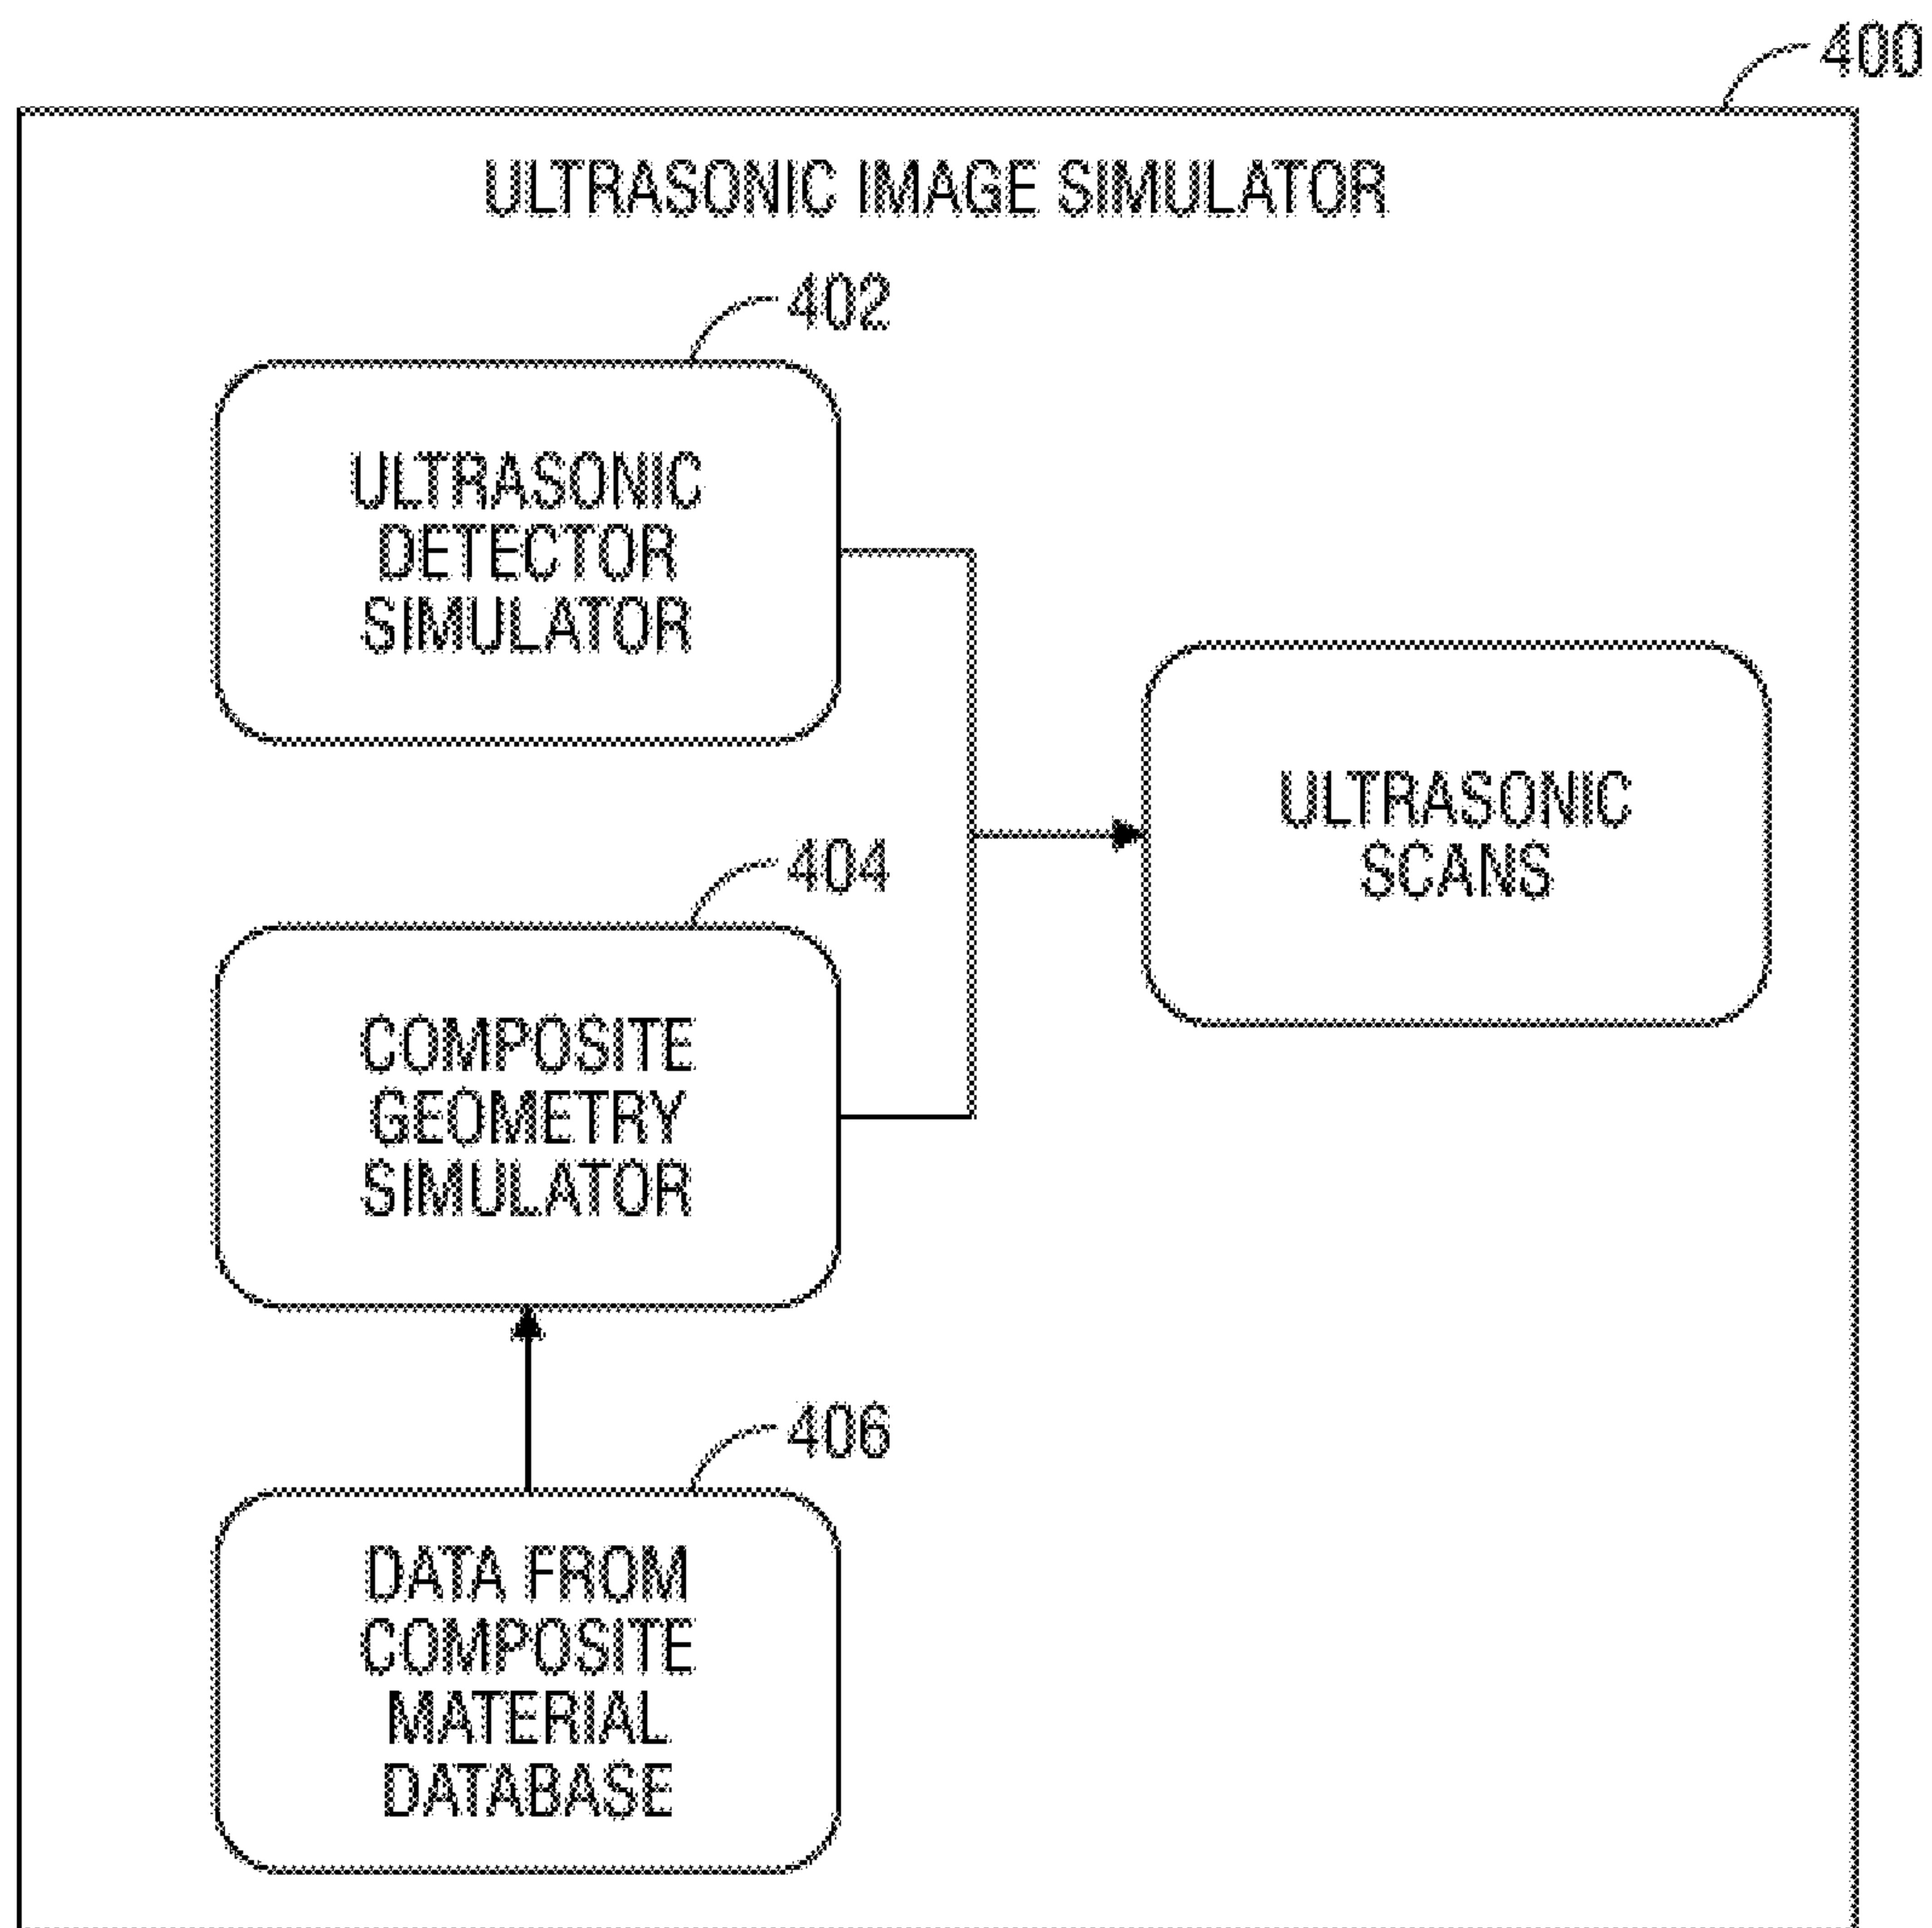 400
ULTRASONIC IMAGE SIMULATOR
402
ULTRASONIC
DETECTOR
SIMULATOR
ULTRASONIC
SCANS
404
COMPOSITE
GEOMETRY
SIMULATOR
406
DATA FROM
COMPOSITE
MATERIAL
DATABASE